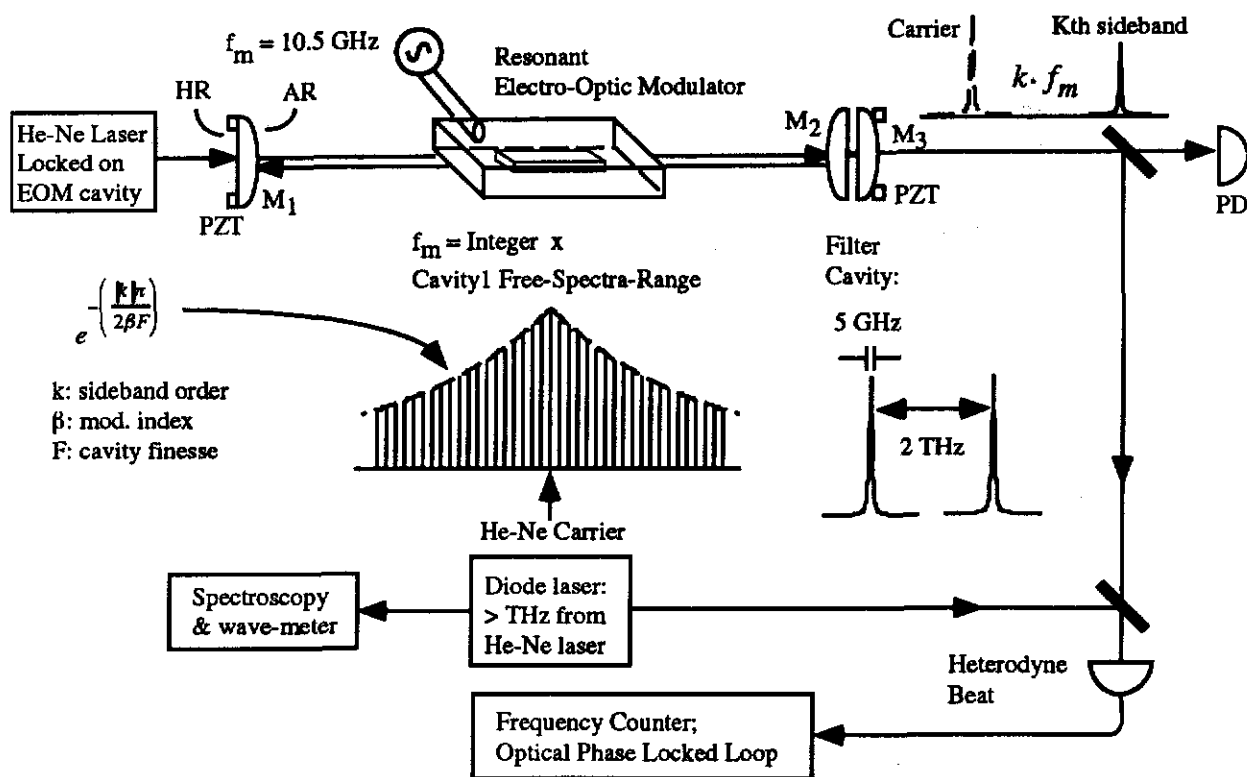 f_m = 10.5 GHz
Resonant
Electro-Optic Modulator
Carrier
Kth sideband
k · f_m
HR
AR
He-Ne Laser
Locked on
EOM cavity
M1
PZT
M2
M3
PZT
PD
f_m = Integer x
Cavity1 Free-Spectra-Range
Filter
Cavity:
5 GHz
2 THz
e^-(|k|π / 2βF)
k: sideband order
β: mod. index
F: cavity finesse
He-Ne Carrier
Spectroscopy
& wave-meter
Diode laser:
> THz from
He-Ne laser
Heterodyne
Beat
Frequency Counter;
Optical Phase Locked Loop